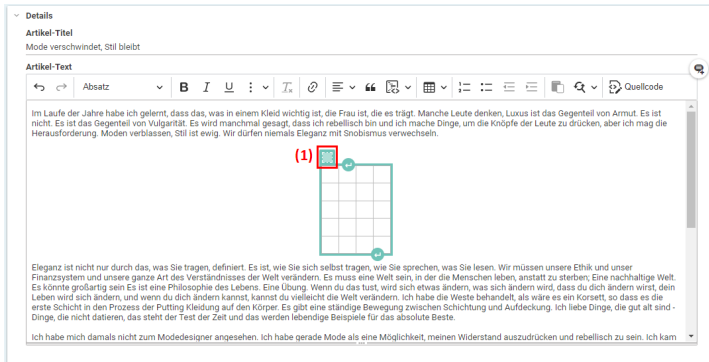 Details
Artikel-Titel
Mode verschwindet, Stil bleibt
Artikel-Text
Absatz
B I U
Quellcode
Im Laufe der Jahre habe ich gelernt, dass das, was in einem Kleid wichtig ist, die Frau ist, die es trägt. Manche Leute denken, Luxus ist das Gegenteil von Armut. Es ist
nicht. Es ist das Gegenteil von Vulgarität. Es wird manchmal gesagt, dass ich rebellisch bin und ich mache Dinge, um die Knöpfe der Leute zu drücken, aber ich mag die
Herausforderung. Moden verblassen, Stil ist ewig. Wir dürfen niemals Eleganz mit Snobismus verwechseln.
(1)
Eleganz ist nicht nur durch das, was Sie tragen, definiert. Es ist, wie Sie sich selbst tragen, wie Sie sprechen, was Sie lesen. Wir müssen unsere Ethik und unser
Finanzsystem und unsere ganze Art des Verständnisses der Welt verändern. Es muss eine Welt sein, in der die Menschen leben, anstatt zu sterben; Eine nachhaltige Welt.
Es könnte großartig sein Es ist eine Philosophie des Lebens. Eine Übung. Wenn du das tust, wird sich etwas ändern, was sich ändern wird, dass du dich ändern wirst, dein
Leben wird sich ändern, und wenn du dich ändern kannst, kannst du vielleicht die Welt verändern. Ich habe die Weste behandelt, als wäre es ein Korsett, so dass es die
erste Schicht in den Prozess der Putting Kleidung auf den Körper. Es gibt eine ständige Bewegung zwischen Schichtung und Aufdeckung. Ich liebe Dinge, die gut alt sind -
Dinge, die nicht datieren, das steht der Test der Zeit und das werden lebendige Beispiele für das absolute Beste.
Ich habe mich damals nicht zum Modedesigner angesehen. Ich habe gerade Mode als eine Möglichkeit, meinen Widerstand auszudrücken und rebellisch zu sein. Ich kam